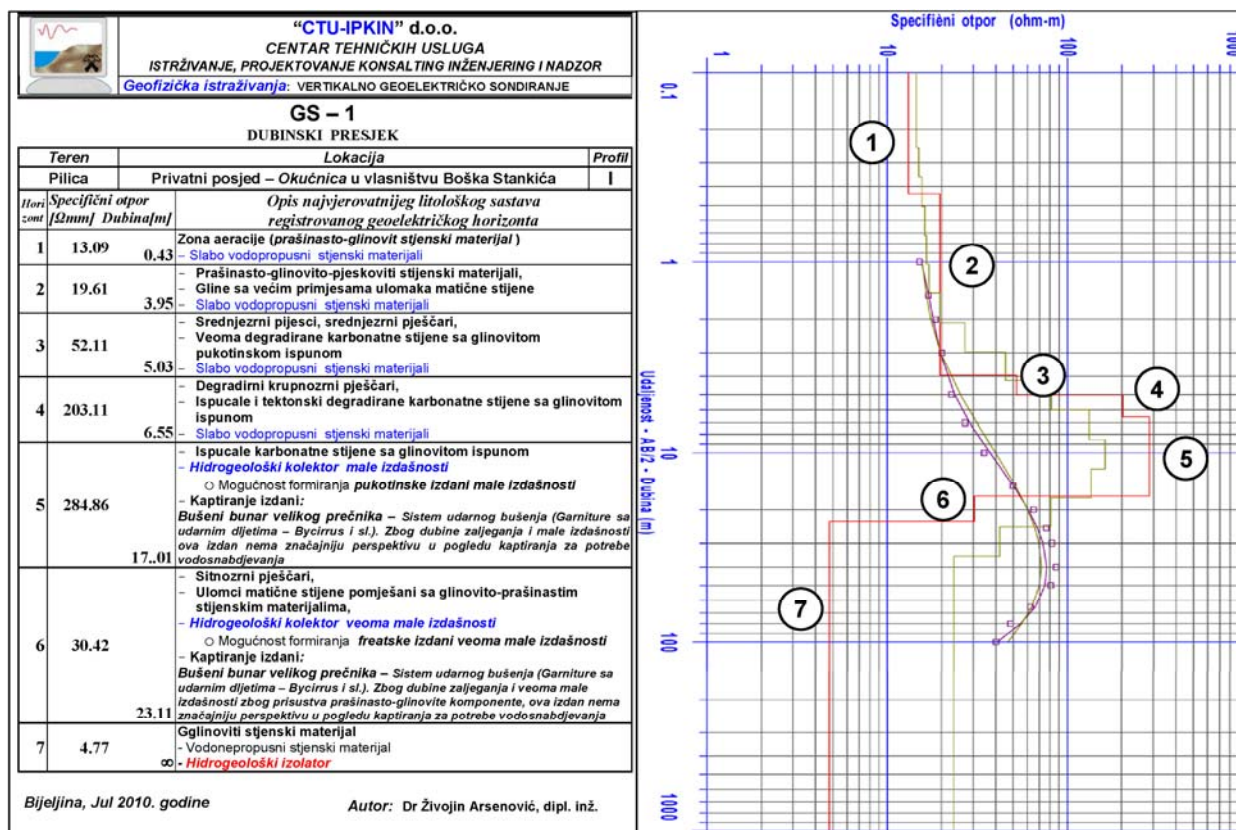 “CTU-IPKIN” d.o.o.
CENTAR TEHNIČKIH USLUGA
ISTRŽIVANJE, PROJEKTOVANJE KONSALTING INŽENJERING I NADZOR
Geofizička istraživanja: VERTIKALNO GEOELEKTRIČKO SONDIRANJE
GS – 1
DUBINSKI PRESJEK
Teren Lokacija Profil
Pilica Privatni posjed – Okućnica u vlasništvu Boška Stankića I
Hori zont Specifični otpor [Ωmm] Dubina[m] Opis najvjerovatnijeg litološkog sastava
registrovanog geoelektričkog horizonta
1 13.09 0.43 Zona aeracije (prašinasto-glinovit stjenski materijal )
– Slabo vodopropusni stjenski materijali
2 19.61 3.95 – Prašinasto-glinovito-pjeskoviti stijenski materijali,
– Gline sa većim primjesama ulomaka matične stijene
– Slabo vodopropusni stjenski materijali
3 52.11 5.03 – Srednjezrni pijesci, srednjezrni pješčari,
– Veoma degradirane karbonatne stijene sa glinovitom
pukotinskom ispunom
– Slabo vodopropusni stjenski materijali
4 203.11 6.55 – Degradirni krupnozrni pješčari,
– Ispucale i tektonski degradirane karbonatne stijene sa glinovitom
ispunom
– Slabo vodopropusni stjenski materijali
5 284.86 17..01 – Ispucale karbonatne stijene sa glinovitom ispunom
– Hidrogeološki kolektor male izdašnosti
○ Mogućnost formiranja pukotinske izdani male izdašnosti
– Kaptiranje izdani:
Bušeni bunar velikog prečnika – Sistem udarnog bušenja (Garniture sa
udarnim dljetima – Bycirrus i sl.). Zbog dubine zaljeganja i male izdašnosti
ova izdan nema značajniju perspektivu u pogledu kaptiranja za potrebe
vodosnabdjevanja
6 30.42 23.11 – Sitnozrni pješčari,
– Ulomci matične stijene pomješani sa glinovito-prašinastim
stijenskim materijalima,
– Hidrogeološki kolektor veoma male izdašnosti
○ Mogućnost formiranja freatske izdani veoma male izdašnosti
– Kaptiranje izdani:
Bušeni bunar velikog prečnika – Sistem udarnog bušenja (Garniture sa
udarnim dljetima – Bycirrus i sl.). Zbog dubine zaljeganja i veoma male
izdašnosti zbog prisustva prašinasto-glinovite komponente, ova izdan nema
značajniju perspektivu u pogledu kaptiranja za potrebe vodosnabdjevanja
7 4.77 ∞ Gglinoviti stjenski materijal
- Vodonepropusni stjenski materijal
- Hidrogeološki izolator
Bijeljina, Jul 2010. godine
Autor: Dr Živojin Arsenović, dipl. inž.
Specifièni otpor (ohm-m)
1 10 100 1000
Udaljenost • AB/2 • Dubina (m)
0.1
1
10
100
1000
1
2
3
4
5
6
7